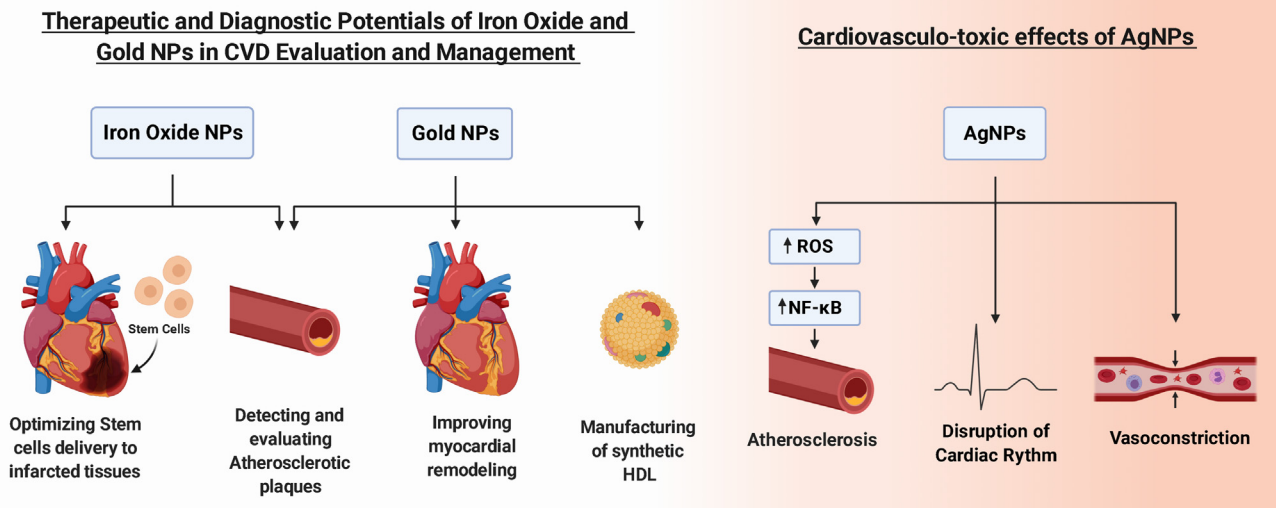 Therapeutic and Diagnostic Potentials of Iron Oxide and
Gold NPs in CVD Evaluation and Management
Iron Oxide NPs
Gold NPs
Stem Cells
Optimizing Stem
cells delivery to
infarcted tissues
Detecting and
evaluating
Atherosclerotic
plaques
Improving
myocardial
remodeling
Manufacturing
of synthetic
HDL
Cardiovasculo-toxic effects of AgNPs
AgNPs
↑ ROS
↑NF-κB
Atherosclerosis
Disruption of
Cardiac Rythm
Vasoconstriction